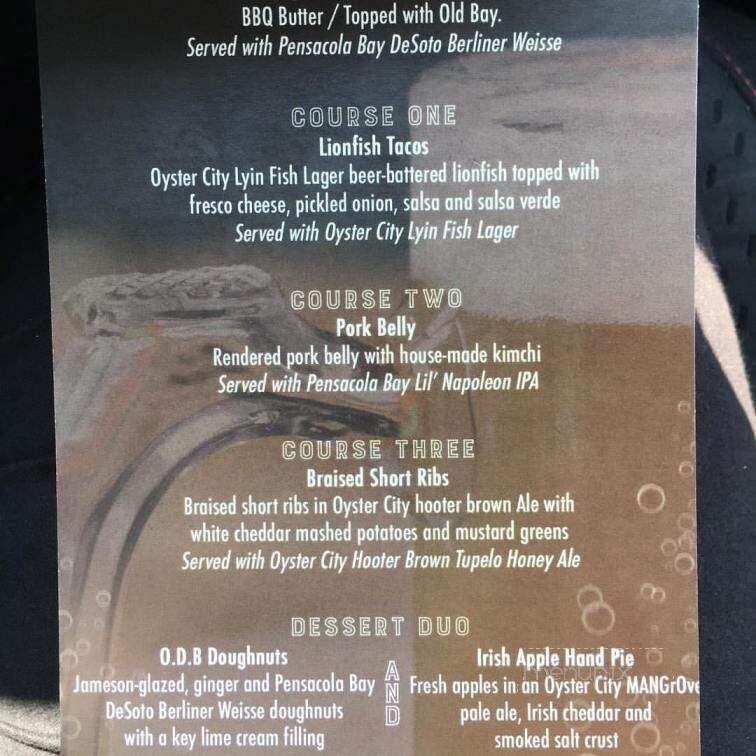 BBQ Butter / Topped with Old Bay.
Served with Pensacola Bay DeSoto Berliner Weisse
COURSE ONE
Lionfish Tacos
Oyster City Lyin Fish Lager beer-battered lionfish topped with
fresco cheese, pickled onion, salsa and salsa verde
Served with Oyster City Lyin Fish Lager
COURSE TWO
Pork Belly
Rendered pork belly with house-made kimchi
Served with Pensacola Bay Lil' Napoleon IPA
COURSE THREE
Braised Short Ribs
Braised short ribs in Oyster City hooter brown Ale with
white cheddar mashed potatoes and mustard greens
Served with Oyster City Hooter Brown Tupelo Honey Ale
DESSERT DUO
O.D.B Doughnuts
Jameson-glazed, ginger and Pensacola Bay
DeSoto Berliner Weisse doughnuts
with a key lime cream filling
AND
Irish Apple Hand Pie
Fresh apples in an Oyster City MANGrOve
pale ale, Irish cheddar and
smoked salt crust